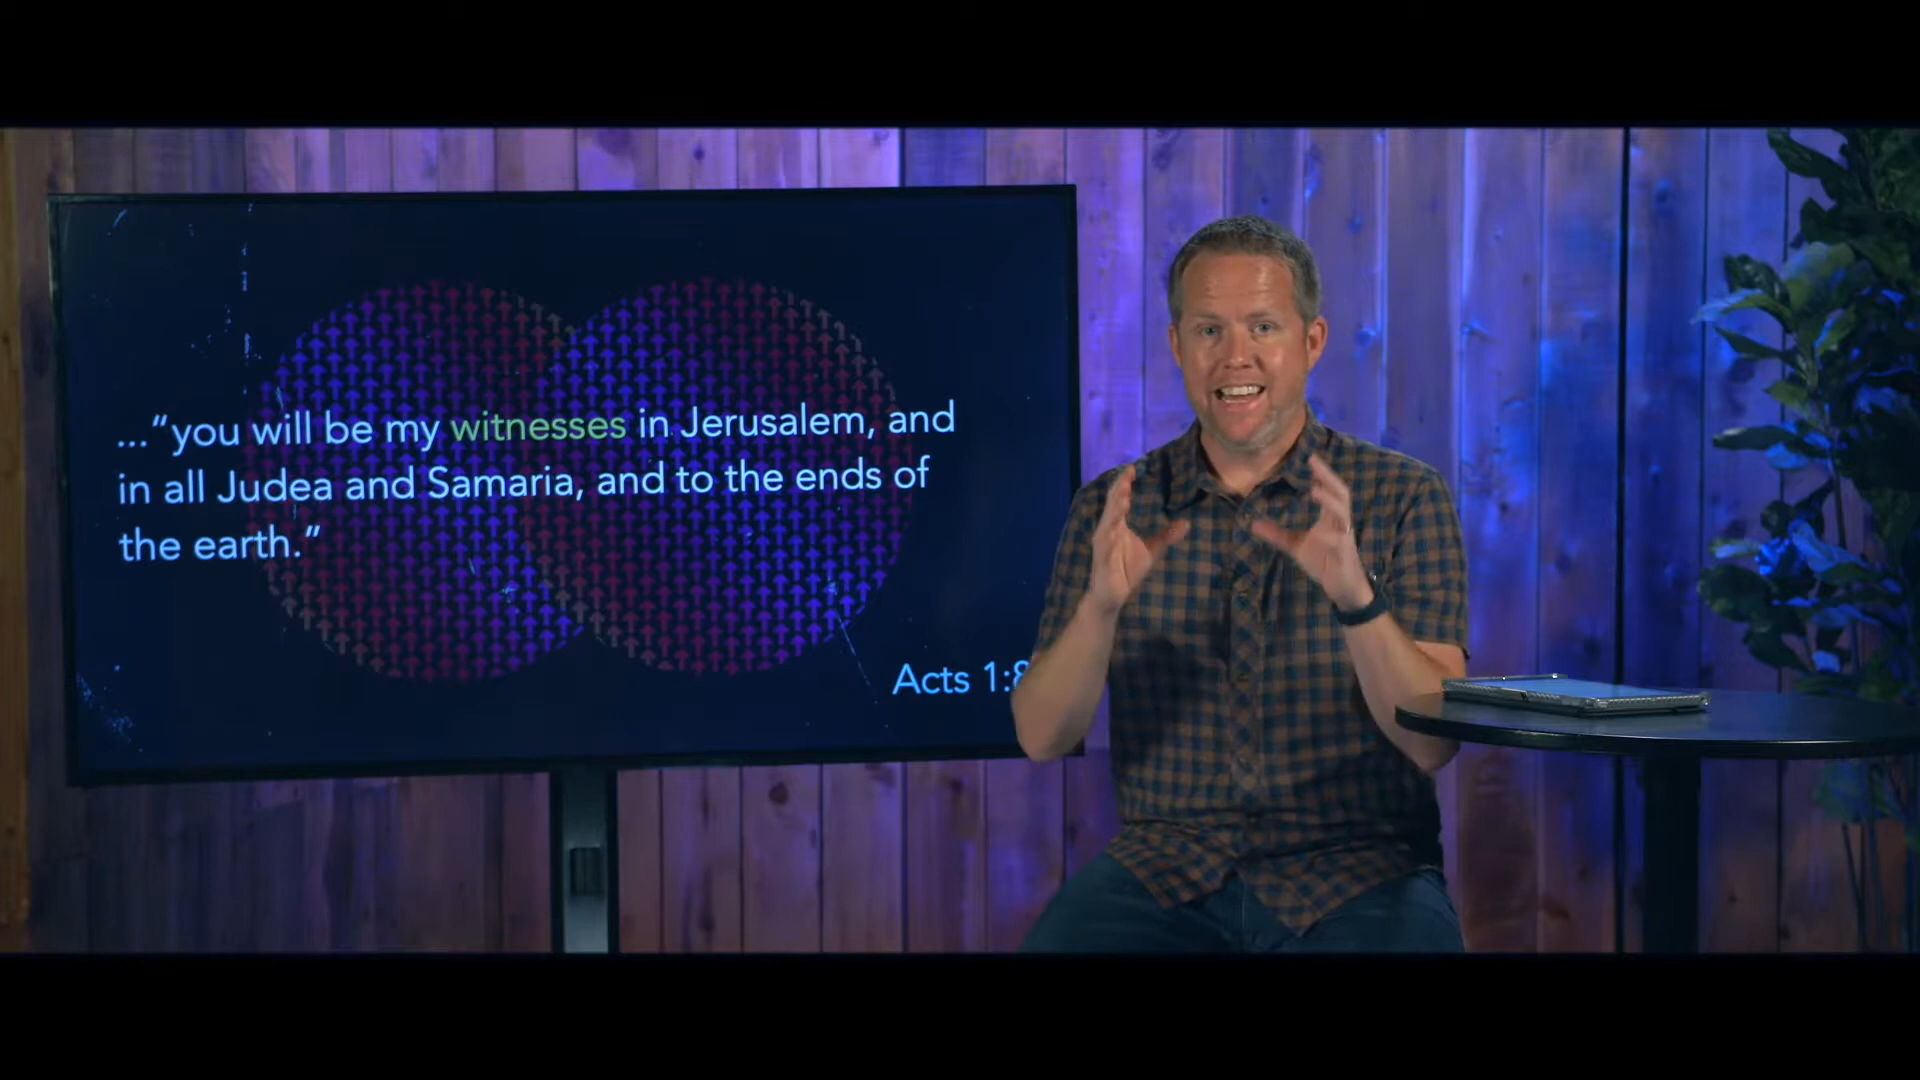 ..."you will be my witnesses in Jerusalem, and
in all Judea and Samaria, and to the ends of
the earth."
Acts 1:8